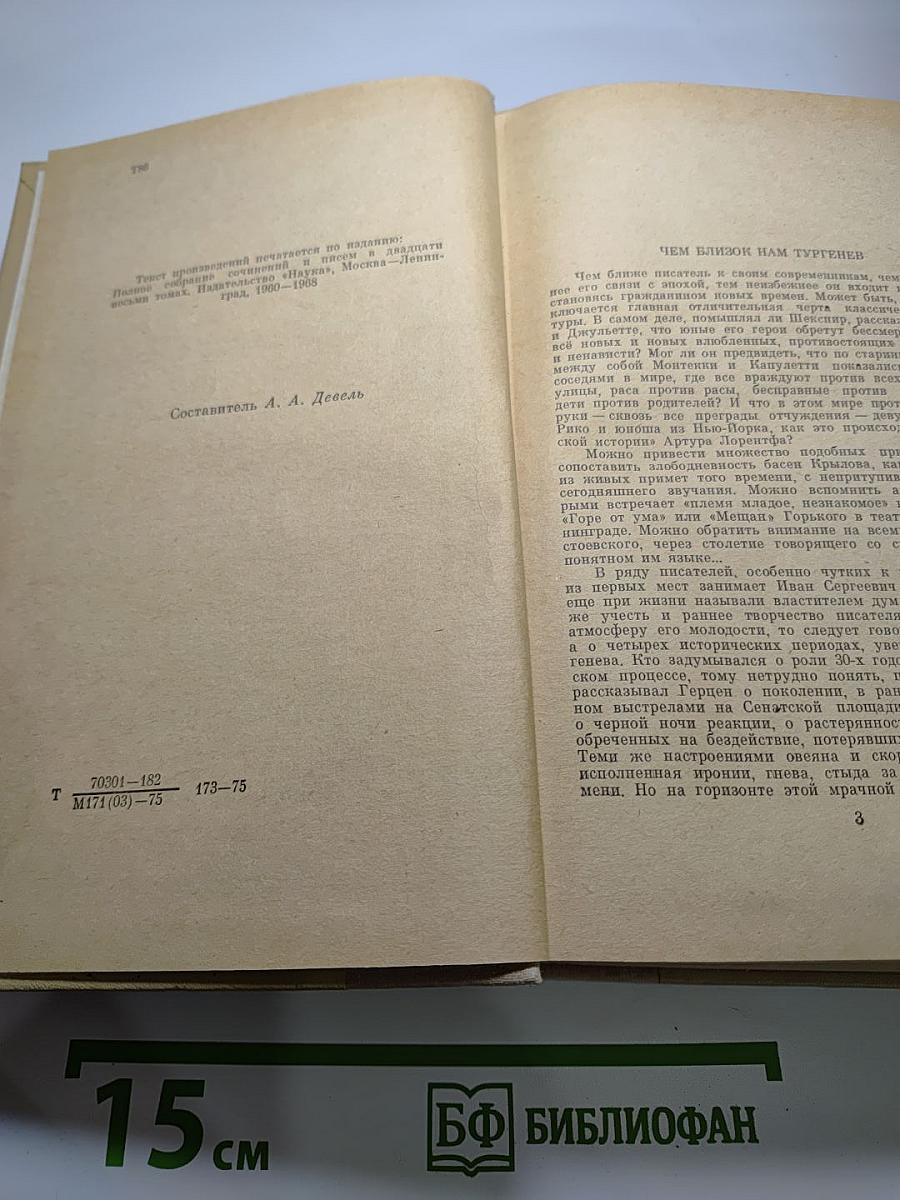 Т86
Текст произведений печатается по изданию:
Полное собрание сочинений и писем в двадцати
восьми томах. Издательство «Наука», Москва—Ленин-
град, 1960—1968
Составитель А. А. Девель
Т 70301—182
М171(03)—75 173—75
ЧЕМ БЛИЗОК НАМ ТУРГЕНЕВ
Чем ближе писатель к своим современникам, чем
нее его связи с эпохой, тем неизбежнее он входит
становясь гражданином новых времен. Может быть,
ключается главная отличительная черта классиче
туры. В самом деле, помышлял ли Шекспир, расска
и Джульетте, что юные его герои обретут бессмер
всё новых и новых влюбленных, противостоящих
и ненависти? Мог ли он предвидеть, что по старин
между собой Монтекки и Капулетти показалис
соседями в мире, где все враждуют против всех
улицы, раса против расы, бесправные против
дети против родителей? И что в этом мире прот
руки — сквозь все преграды отчуждения — дев
Рико и юноша из Нью-Йорка, как это происхо
ской истории» Артура Лорентфа?
Можно привести множество подобных при
сопоставить злободневность басен Крылова, ка
из живых примет того времени, с непритупив
сегодняшнего звучания. Можно вспомнить а
рыми встречает «племя младое, незнакомое»
«Горе от ума» или «Мещан» Горького в теат
нинграде. Можно обратить внимание на всем
стоевского, через столетие говорящего со с
понятном им языке...
В ряду писателей, особенно чутких к
из первых мест занимает Иван Сергеевич
еще при жизни называли властителем дум
же учесть и раннее творчество писателя
атмосферу его молодости, то следует гово
а о четырех исторических периодах, уве
генева. Кто задумывался о роли 30-х год
ском процессе, тому нетрудно понять, п
рассказывал Герцен о поколении, в ран
ном выстрелами на Сенатской площади
о черной ночи реакции, о растерянност
обреченных на бездействие, потерявши
Теми же настроениями овеяна и скор
исполненная иронии, гнева, стыда за
мени. Но на горизонте этой мрачной
3
15 см
БФ БИБЛИОФАН